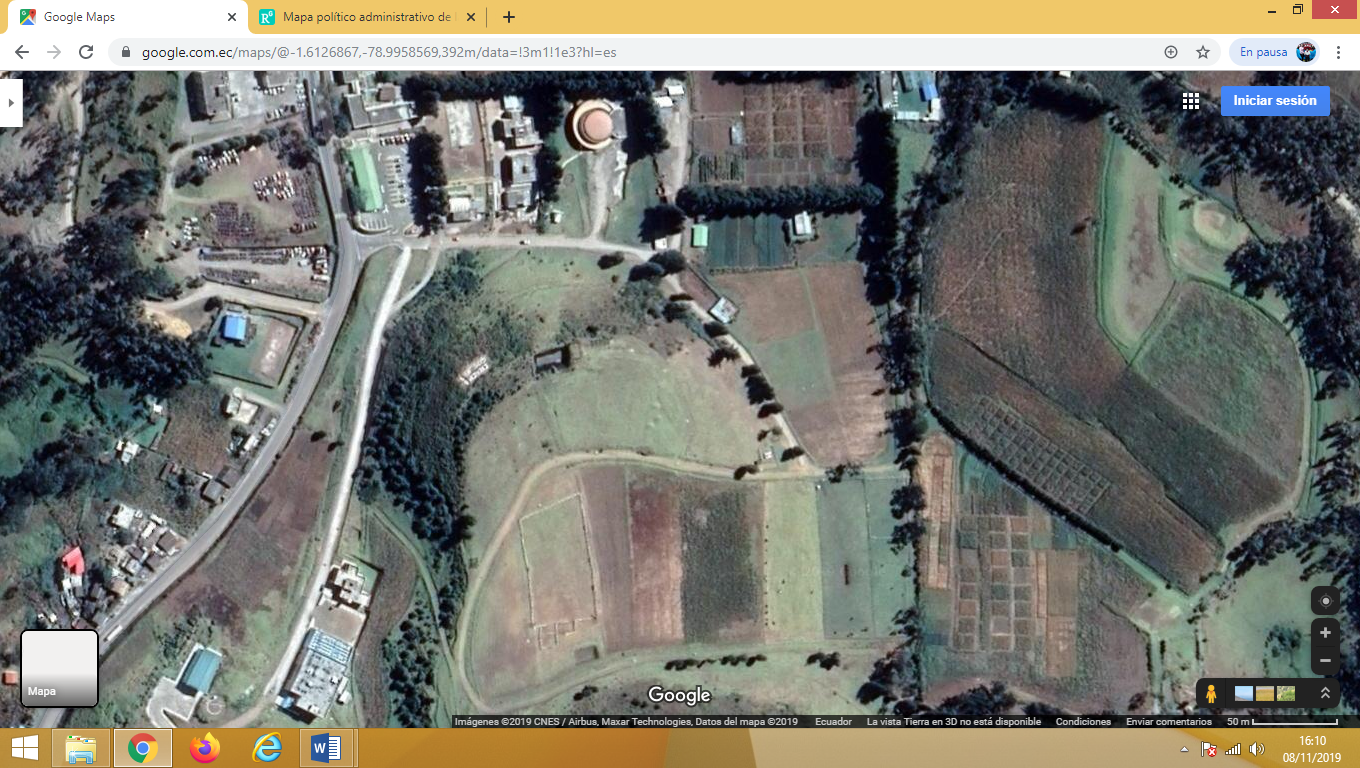 Google Maps
Mapa político administrativo de
google.com.ec/maps/@-1.6126867,-78.9958569,392m/data=!3m1!1e3?hl=es
En pausa
Iniciar sesión
Mapa
Google
Imágenes ©2019 CNES / Airbus, Maxar Technologies, Datos del mapa ©2019 Ecuador La vista Tierra en 3D no está disponible Condiciones Enviar comentarios 50 m
16:10
08/11/2019